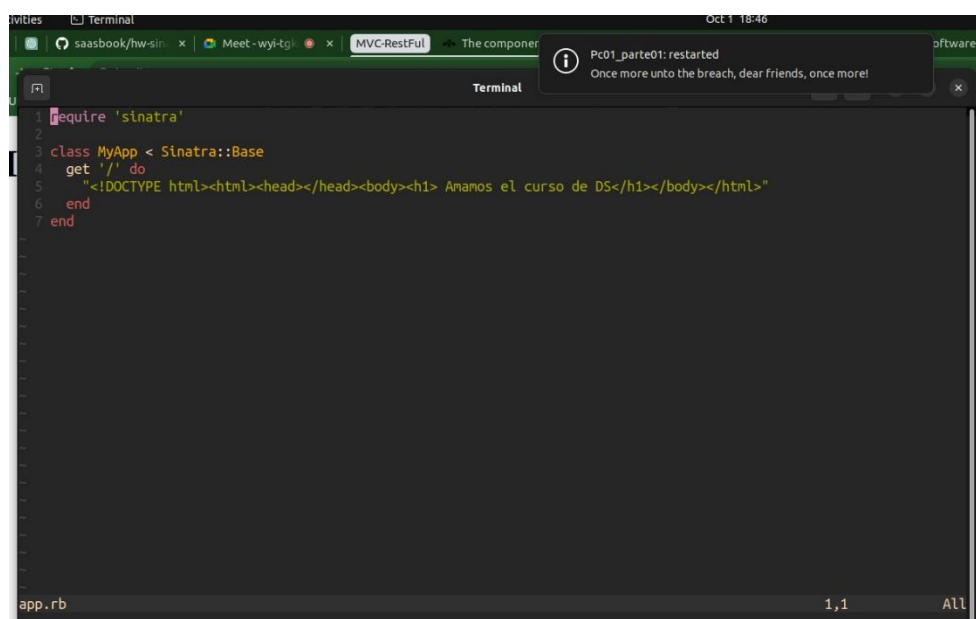 Terminal
Oct 1 18:46
saasbook/hw-sin
Meet - wyi-tgk
MVC-RestFul
The componen
oftware
Pc01_parte01: restarted
Once more unto the breach, dear friends, once more!
Terminal
1 require 'sinatra'
2
3 class MyApp < Sinatra::Base
4   get '/' do
5     "<!DOCTYPE html><html><head></head><body><h1> Amamos el curso de DS</h1></body></html>"
6   end
7 end
app.rb
1,1
All